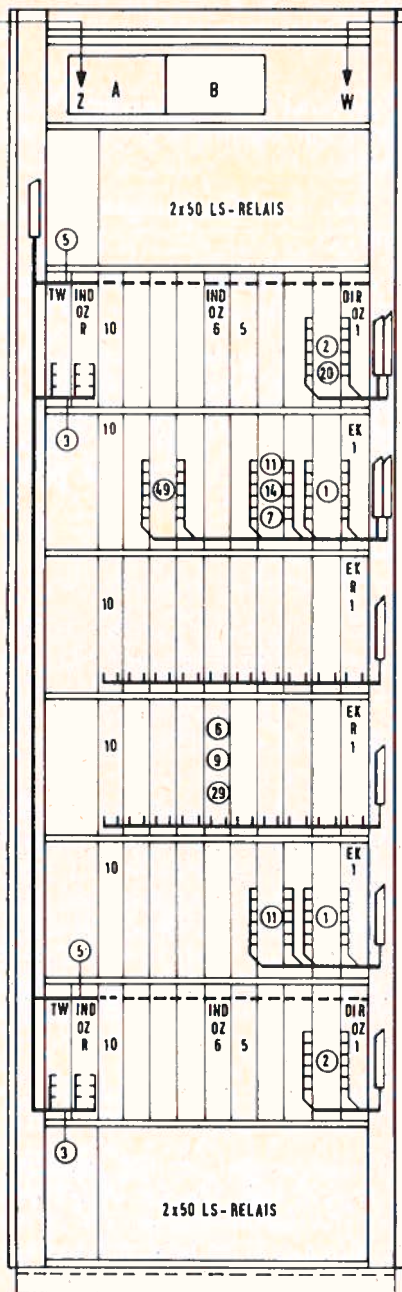 Z A B W
2x50 LS-RELAIS
5
TW IND OZ R 10 IND OZ 6 5 DIR OZ 1
2
20
3
10 EK 1
49 11 14 7 1
10 EK R 1
10 EK R 1
6
9
29
10 EK 1
11 1
5
TW IND OZ R 10 IND OZ 6 5 DIR OZ 1
2
3
2x50 LS-RELAIS